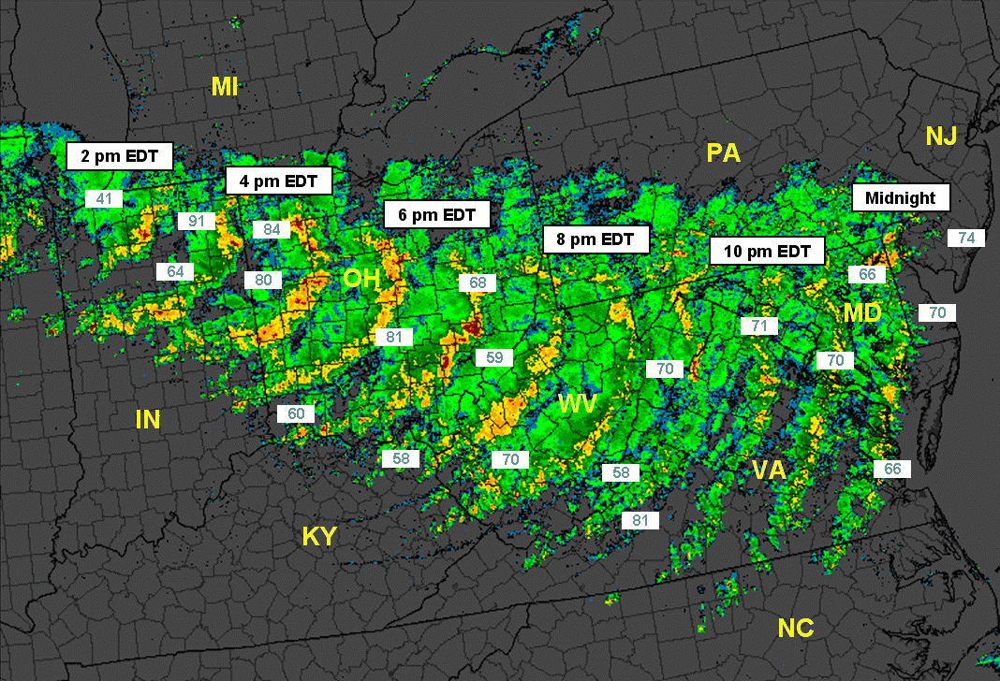 MI
NJ
PA
2 pm EDT
4 pm EDT
41
Midnight
6 pm EDT
91
84
8 pm EDT
74
10 pm EDT
64
80
OH
68
66
MD
70
71
81
59
70
70
WV
IN
60
58
70
58
VA
66
81
KY
NC